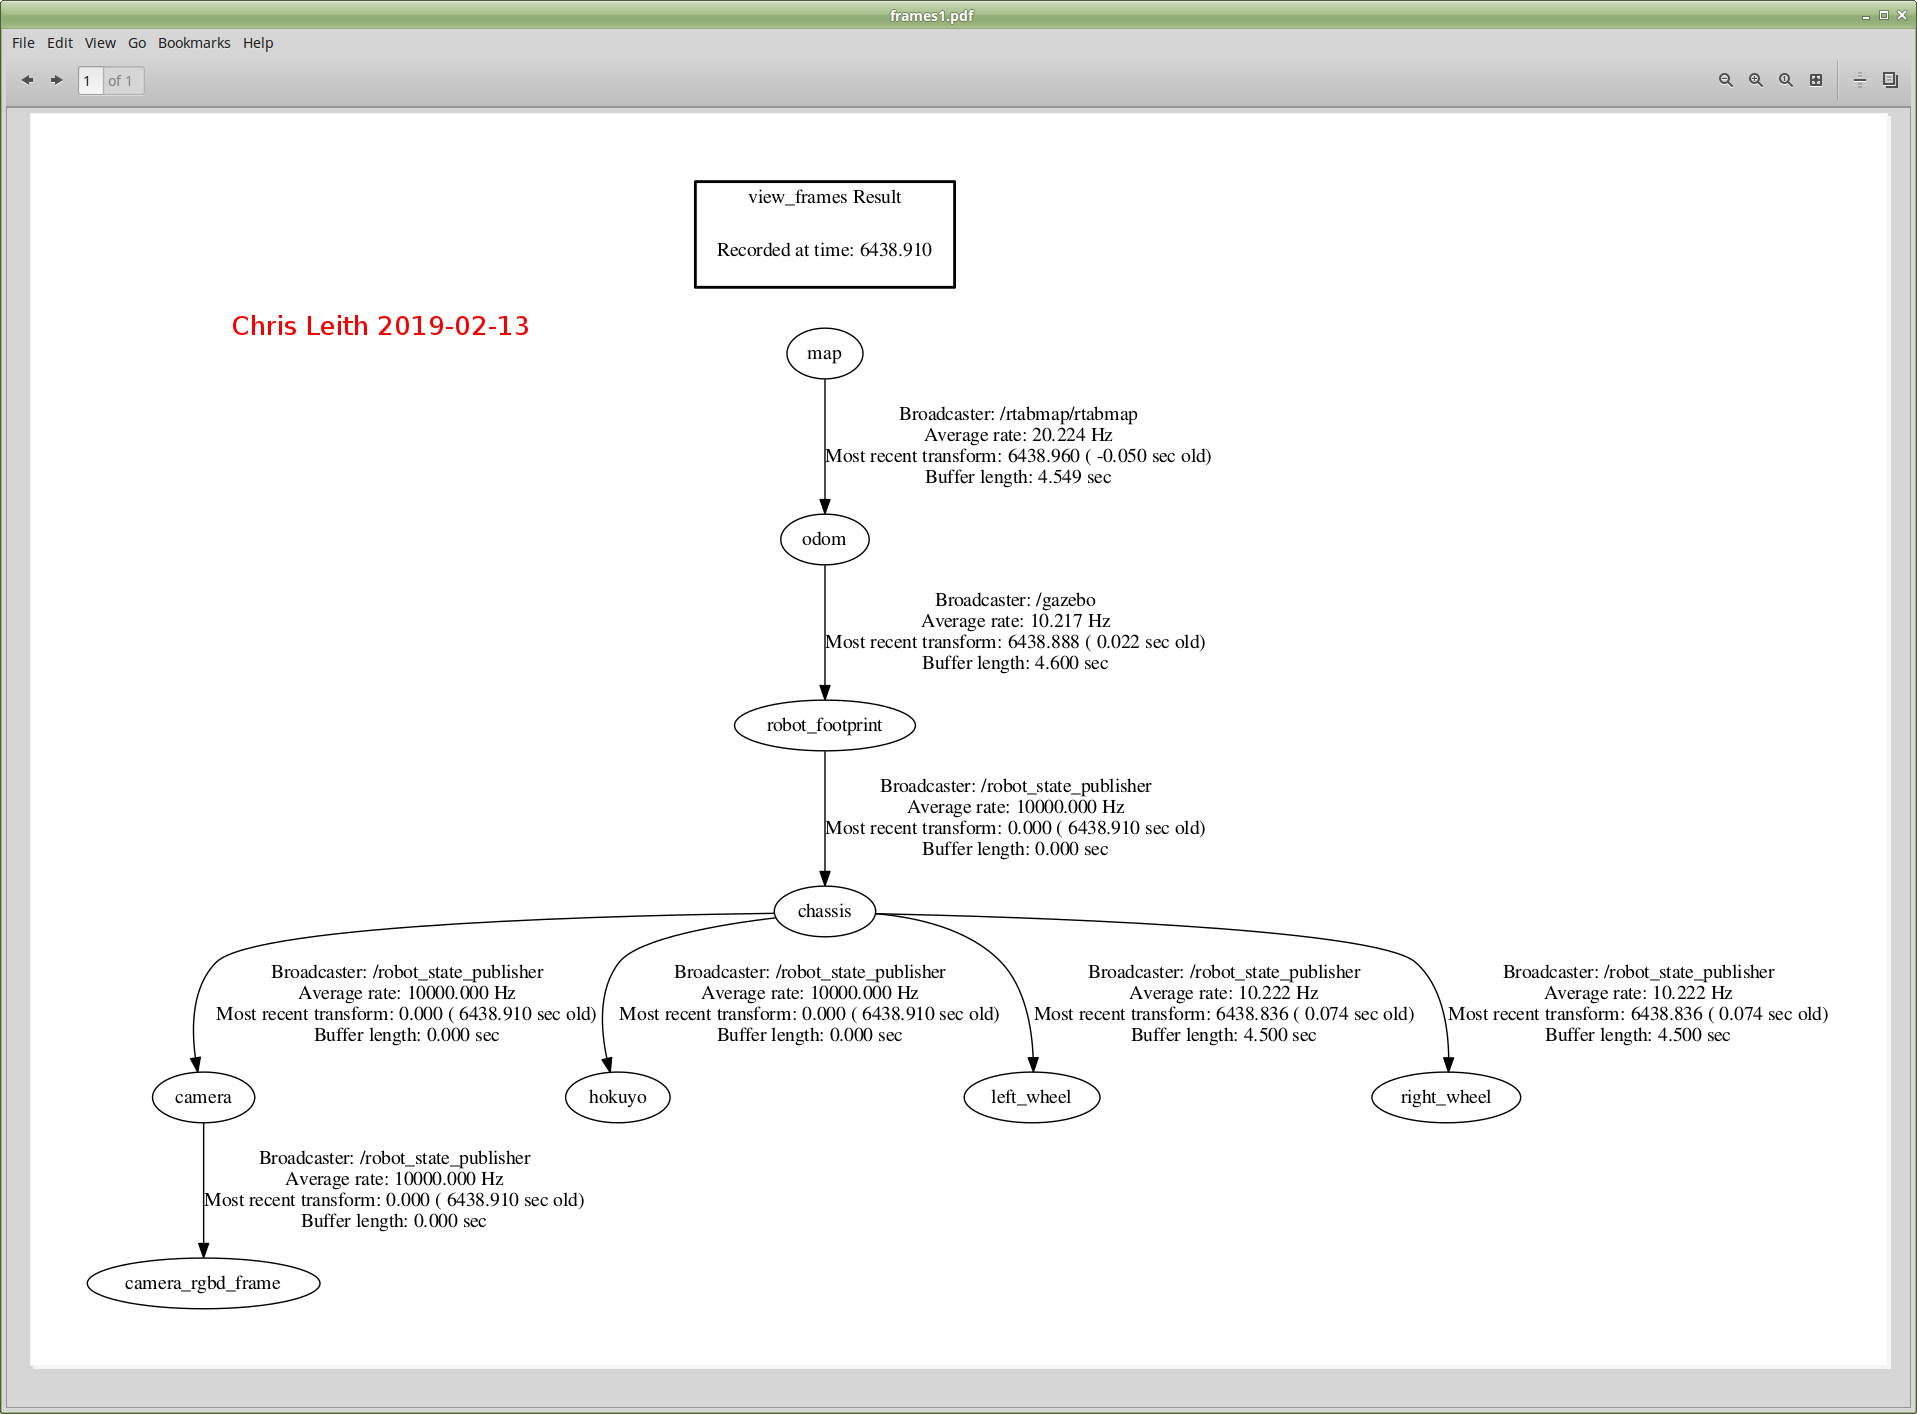 frames1.pdf
File Edit View Go Bookmarks Help
1 of 1
view_frames Result
Recorded at time: 6438.910
Chris Leith 2019-02-13
map
Broadcaster: /rtabmap/rtabmap
Average rate: 20.224 Hz
Most recent transform: 6438.960 ( -0.050 sec old)
Buffer length: 4.549 sec
odom
Broadcaster: /gazebo
Average rate: 10.217 Hz
Most recent transform: 6438.888 ( 0.022 sec old)
Buffer length: 4.600 sec
robot_footprint
Broadcaster: /robot_state_publisher
Average rate: 10000.000 Hz
Most recent transform: 0.000 ( 6438.910 sec old)
Buffer length: 0.000 sec
chassis
Broadcaster: /robot_state_publisher
Average rate: 10000.000 Hz
Most recent transform: 0.000 ( 6438.910 sec old)
Buffer length: 0.000 sec
Broadcaster: /robot_state_publisher
Average rate: 10000.000 Hz
Most recent transform: 0.000 ( 6438.910 sec old)
Buffer length: 0.000 sec
Broadcaster: /robot_state_publisher
Average rate: 10.222 Hz
Most recent transform: 6438.836 ( 0.074 sec old)
Buffer length: 4.500 sec
Broadcaster: /robot_state_publisher
Average rate: 10.222 Hz
Most recent transform: 6438.836 ( 0.074 sec old)
Buffer length: 4.500 sec
camera
hokuyo
left_wheel
right_wheel
Broadcaster: /robot_state_publisher
Average rate: 10000.000 Hz
Most recent transform: 0.000 ( 6438.910 sec old)
Buffer length: 0.000 sec
camera_rgbd_frame